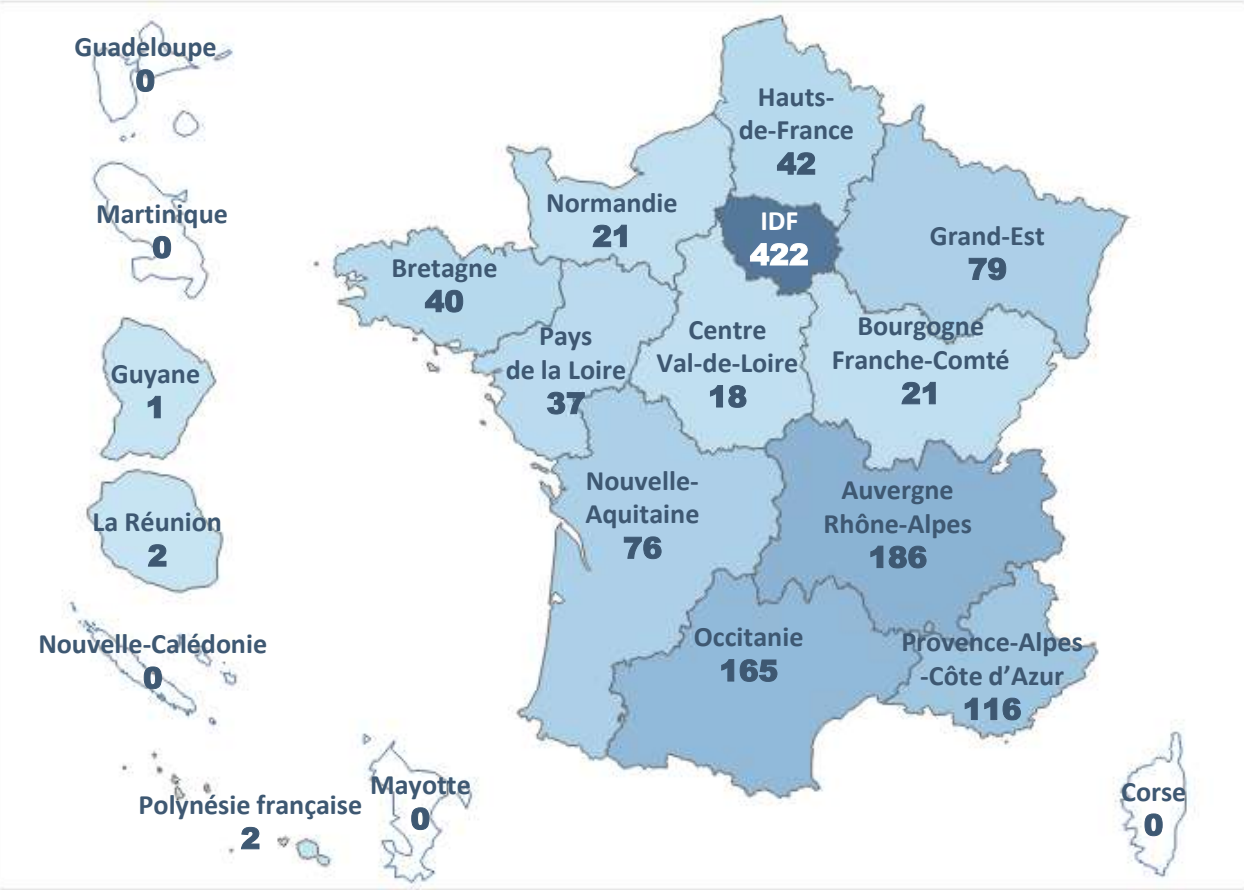 Guadeloupe
0
Martinique
0
Guyane
1
La Réunion
2
Nouvelle-Calédonie
0
Polynésie française
2
Mayotte
0
Hauts-
de-France
42
Normandie
21
IDF
422
Grand-Est
79
Bretagne
40
Pays
de la Loire
37
Centre
Val-de-Loire
18
Bourgogne
Franche-Comté
21
Nouvelle-
Aquitaine
76
Auvergne
Rhône-Alpes
186
Occitanie
165
Provence-Alpes
-Côte d’Azur
116
Corse
0